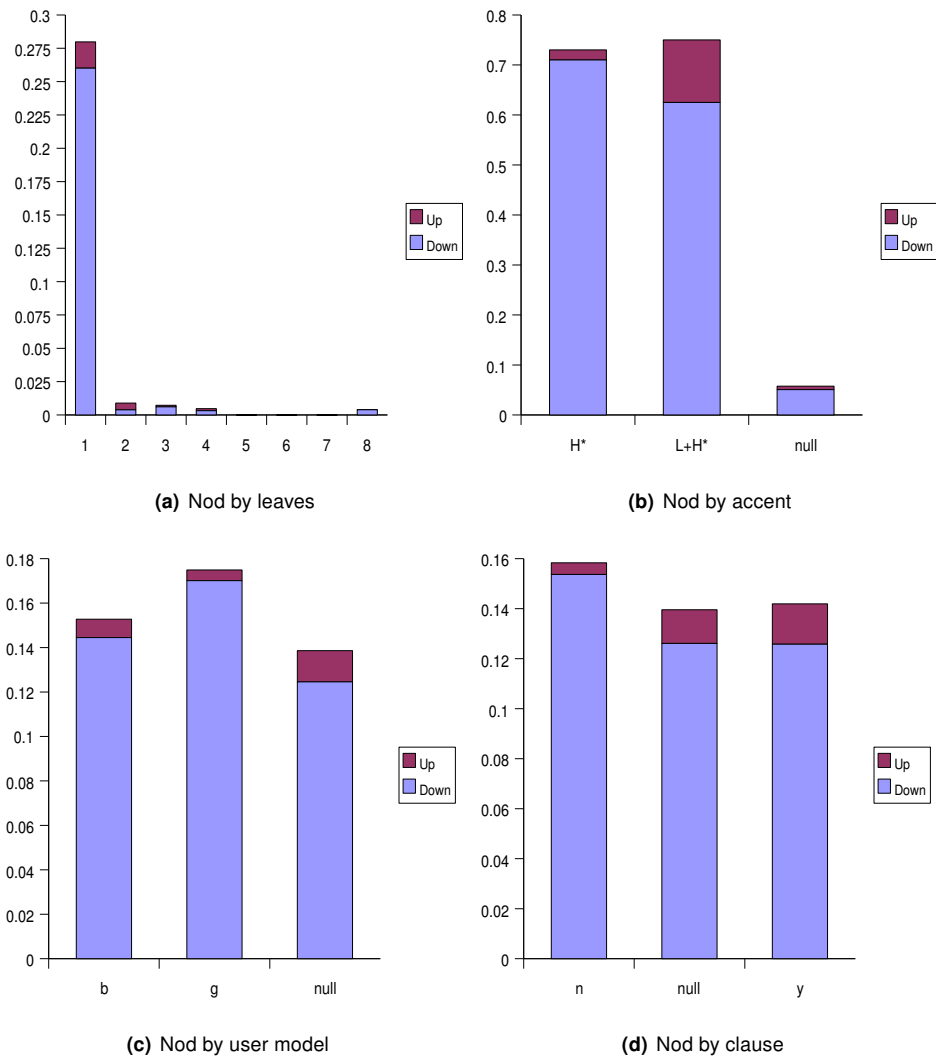 0.3
0.275
0.25
0.225
0.2
0.175
0.15
0.125
0.1
0.075
0.05
0.025
0
1 2 3 4 5 6 7 8
Up
Down
(a) Nod by leaves
0.8
0.7
0.6
0.5
0.4
0.3
0.2
0.1
0
H* L+H* null
Up
Down
(b) Nod by accent
0.18
0.16
0.14
0.12
0.1
0.08
0.06
0.04
0.02
0
b g null
Up
Down
(c) Nod by user model
0.16
0.14
0.12
0.1
0.08
0.06
0.04
0.02
0
n null y
Up
Down
(d) Nod by clause